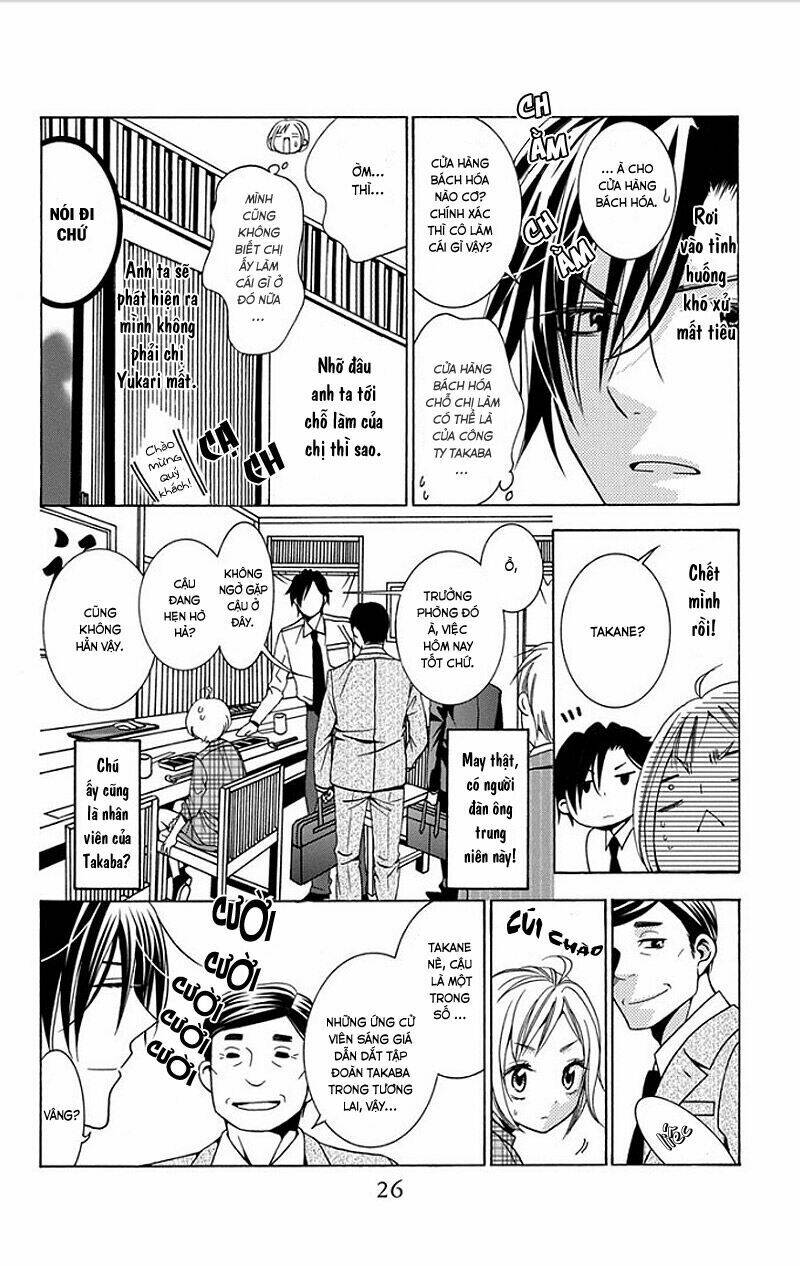 CH
ẰM
... À CHO
CỬA HÀNG
BÁCH HÓA.
Rơi
vào tình
huống
khó xử
mất tiêu
CỬA HÀNG
BÁCH HÓA
NÀO CƠ?
CHÍNH XÁC
THÌ CÔ LÀM
CÁI GÌ VẬY?
CH
ẰM
CỬA HÀNG
BÁCH HÓA
CHỖ CHỊ LÀM
CÓ THỂ LÀ
CỦA CÔNG
TY TAKABA
...
ỜM...
THÌ...
MÌNH
CŨNG
KHÔNG
BIẾT CHỊ
ẤY LÀM
CÁI GÌ Ở
ĐÓ NỮA
...
Nhỡ đâu
anh ta tới
chỗ làm của
chị thì sao.
NÓI ĐI
CHỨ
Anh ta sẽ
phát hiện ra
mình không
phải chị
Yukari mất.
CẠ
CH
Chào
mừng
quý
khách!
Chết
mình
rồi!
TAKANE?
Ồ,
TRƯỞNG
PHÒNG ĐÓ
À, VIỆC
HÔM NAY
TỐT CHỨ.
KHÔNG
NGỜ GẶP
CẬU Ở
ĐÂY.
CẬU
ĐANG
HẸN HÒ
HẢ?
CŨNG
KHÔNG
HẲN VẬY.
May thật,
có người
đàn ông
trung
niên này!
Chú
ấy cũng
là nhân
viên của
Takaba?
CÚI CHÀO
TAKANE
NÈ, CẬU
LÀ MỘT
TRONG
SỐ ...
NHỮNG ỨNG CỬ
VIÊN SÁNG GIÁ
DẪN DẮT TẬP
ĐOÀN TAKABA
TRONG TƯƠNG
LAI, VẬY...
CƯỜI
CƯỜI
CƯỜI
CƯỜI
VÂNG?
26